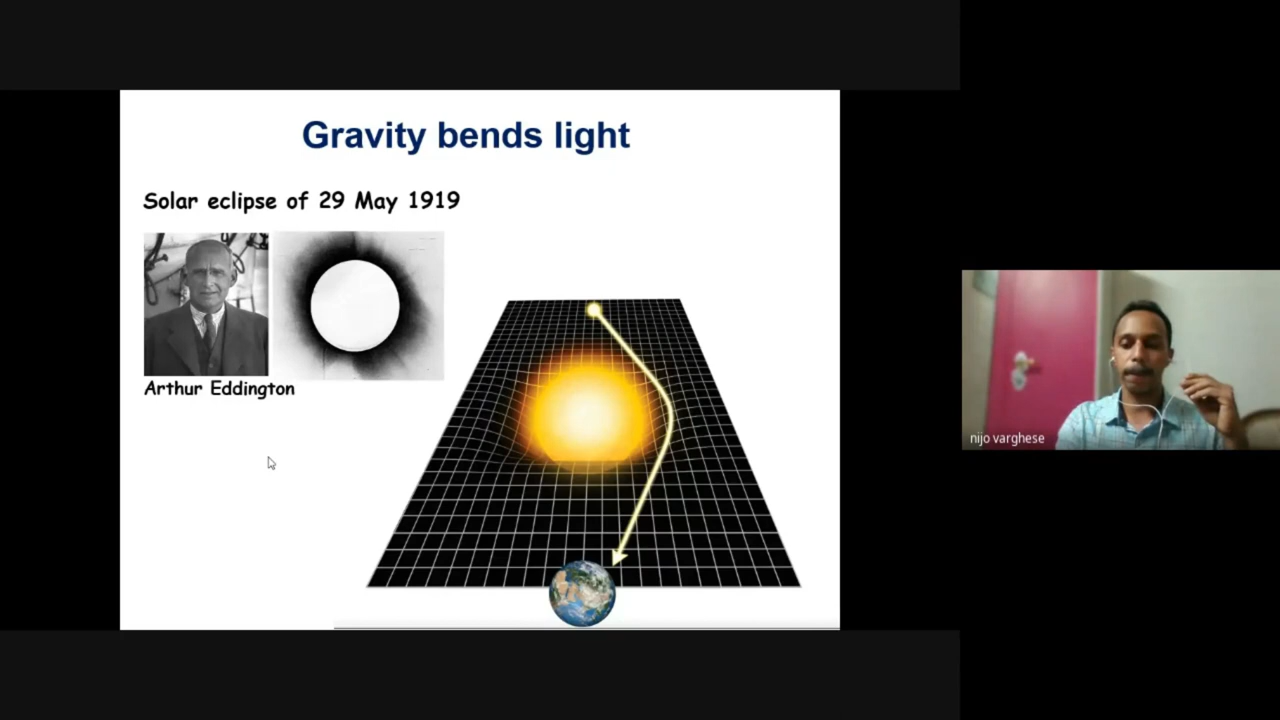 Gravity bends light
Solar eclipse of 29 May 1919
Arthur Eddington
nijo varghese